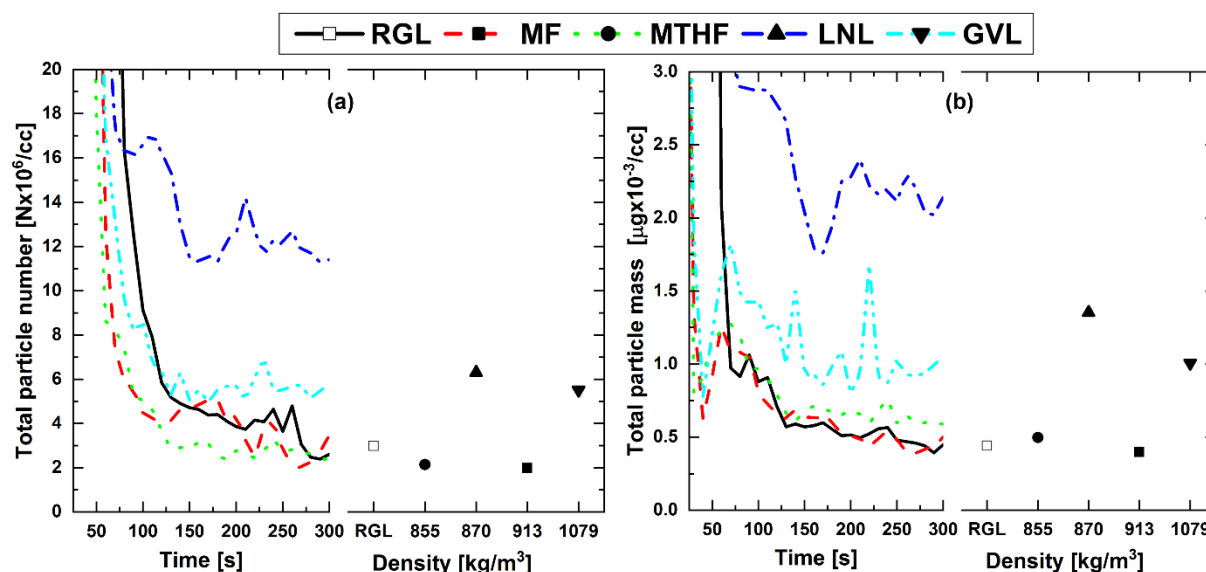 RGL MF MTHF LNL GVL
(a)
Total particle number [Nx10⁶/cc]
20
18
16
14
12
10
8
6
4
2
0
50 100 150 200 250 300
Time [s]
RGL 855 870 913 1079
Density [kg/m³]
(b)
Total particle mass [µgx10⁻³/cc]
3.0
2.5
2.0
1.5
1.0
0.5
0.0
50 100 150 200 250 300
Time [s]
RGL 855 870 913 1079
Density [kg/m³]